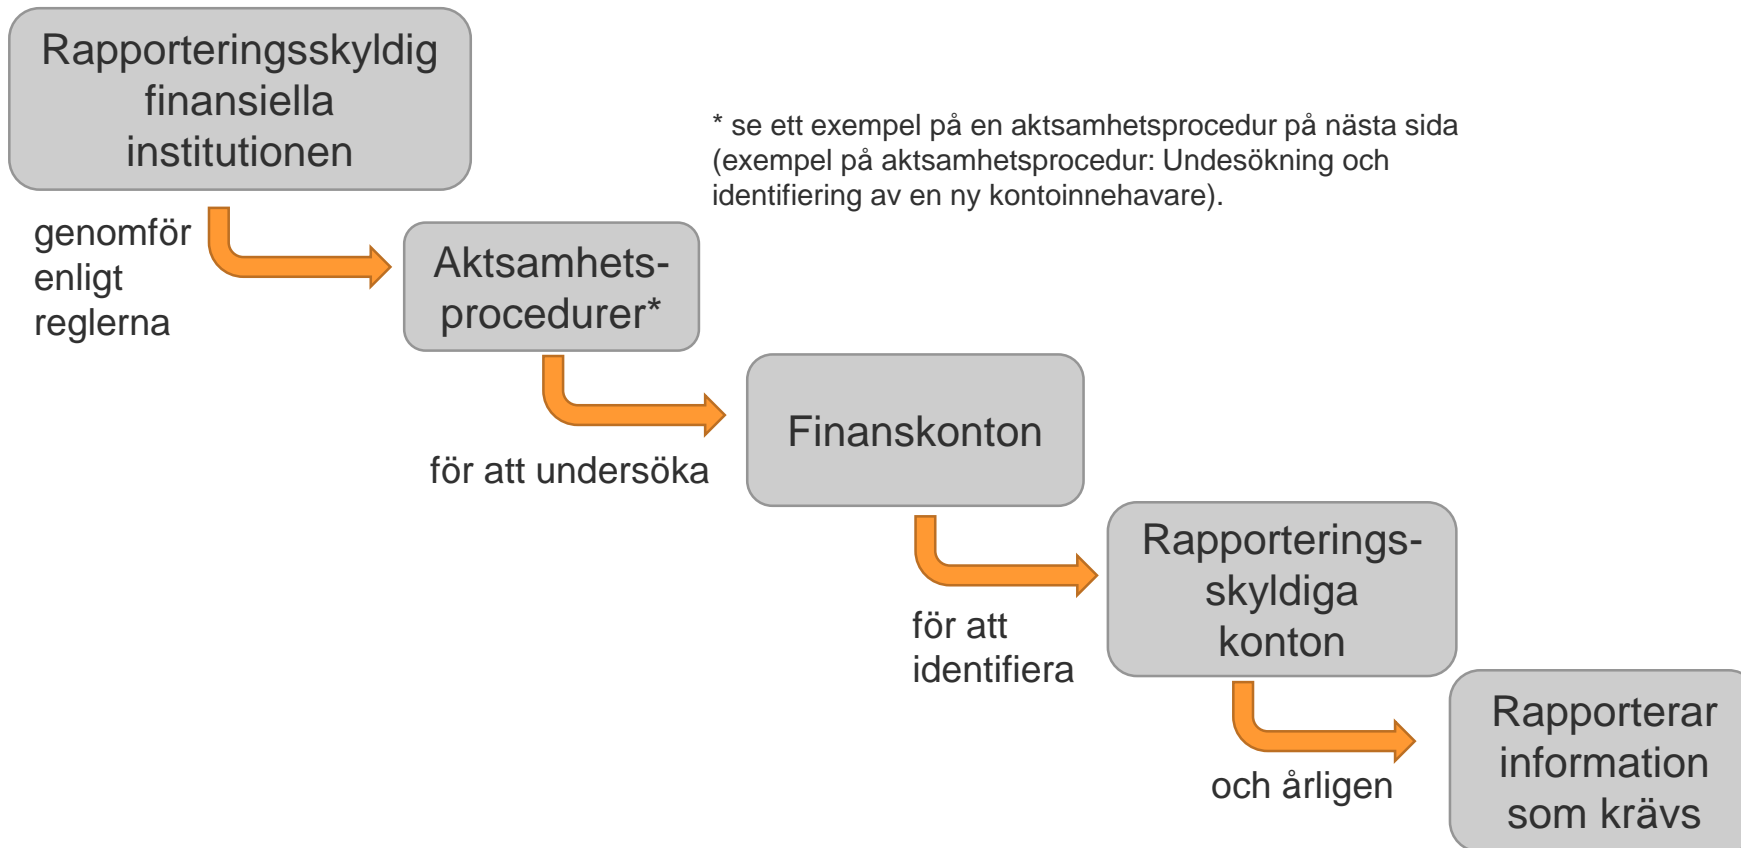 Rapporteringsskyldig
finansiella
institutionen
* se ett exempel på en aktsamhetsprocedur på nästa sida
(exempel på aktsamhetsprocedur: Undesökning och
identifiering av en ny kontoinnehavare).
genomför
enligt
reglerna
Aktsamhets-
procedurer*
för att undersöka
Finanskonton
för att
identifiera
Rapporterings-
skyldiga
konton
och årligen
Rapporterar
information
som krävs